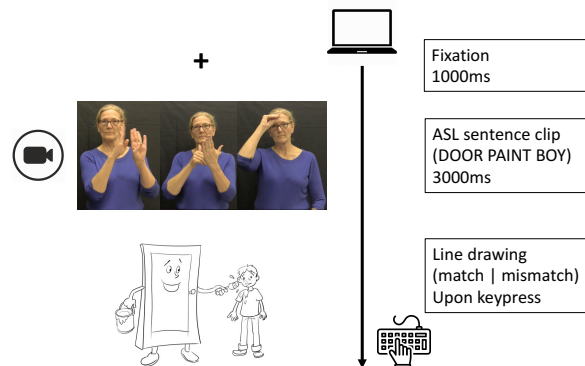 +
Fixation
1000ms
ASL sentence clip
(DOOR PAINT BOY)
3000ms
Line drawing
(match | mismatch)
Upon keypress